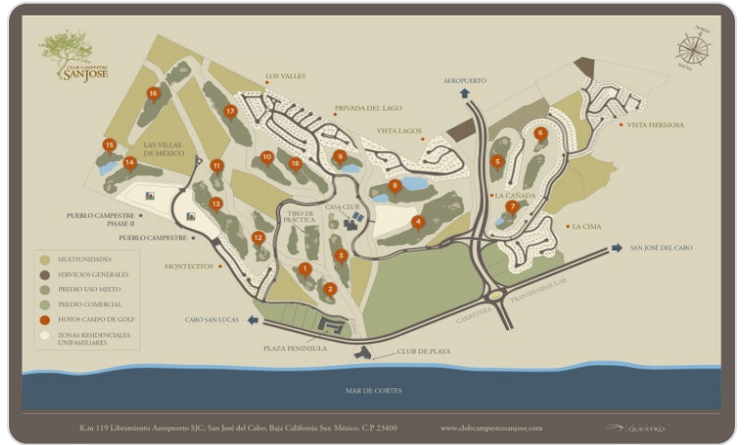 CLUB CAMPESTRE
SAN JOSE
LOS VALLES
AEROPUERTO
PRIVADA DEL LAGO
VISTA LAGOS
VISTA HERMOSA
16
17
15
14
LAS VILLAS
DE MÉXICO
11
10
18
9
8
5
6
7
LA CAÑADA
LA CIMA
13
12
TIRO DE
PRÁCTICA
CASA CLUB
4
3
1
2
PUEBLO CAMPESTRE
PHASE II
PUEBLO CAMPESTRE
MONTECITOS
SAN JOSÉ DEL CABO
MULTIUNIDADES
SERVICIOS GENERALES
PREDIO USO MIXTO
PREDIO COMERCIAL
HOYOS CAMPO DE GOLF
ZONAS RESIDENCIALES
UNIFAMILIARES
CABO SAN LUCAS
CARRETERA TRANSPENINSULAR
PLAZA PENINSULA
CLUB DE PLAYA
MAR DE CORTES
K.m 119 Libramiento Aeropuerto SJC, San José del Cabo, Baja California Sur, México, C.P 23400
www.clubcampestresanjose.com
QUESTRO